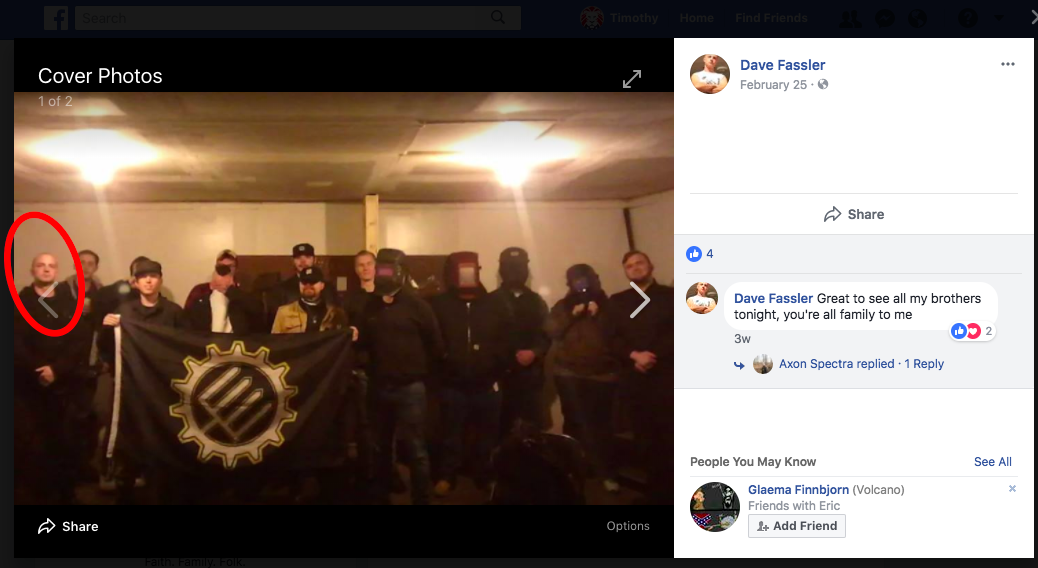 Search
Timothy
Home
Find Friends
Cover Photos
1 of 2
Dave Fassler
February 25
Share
4
Dave Fassler Great to see all my brothers
tonight, you're all family to me
2
3w
Axon Spectra replied · 1 Reply
People You May Know
See All
Glaema Finnbjorn (Volcano)
Friends with Eric
Add Friend
Share
Options
Faith. Family. Folk.